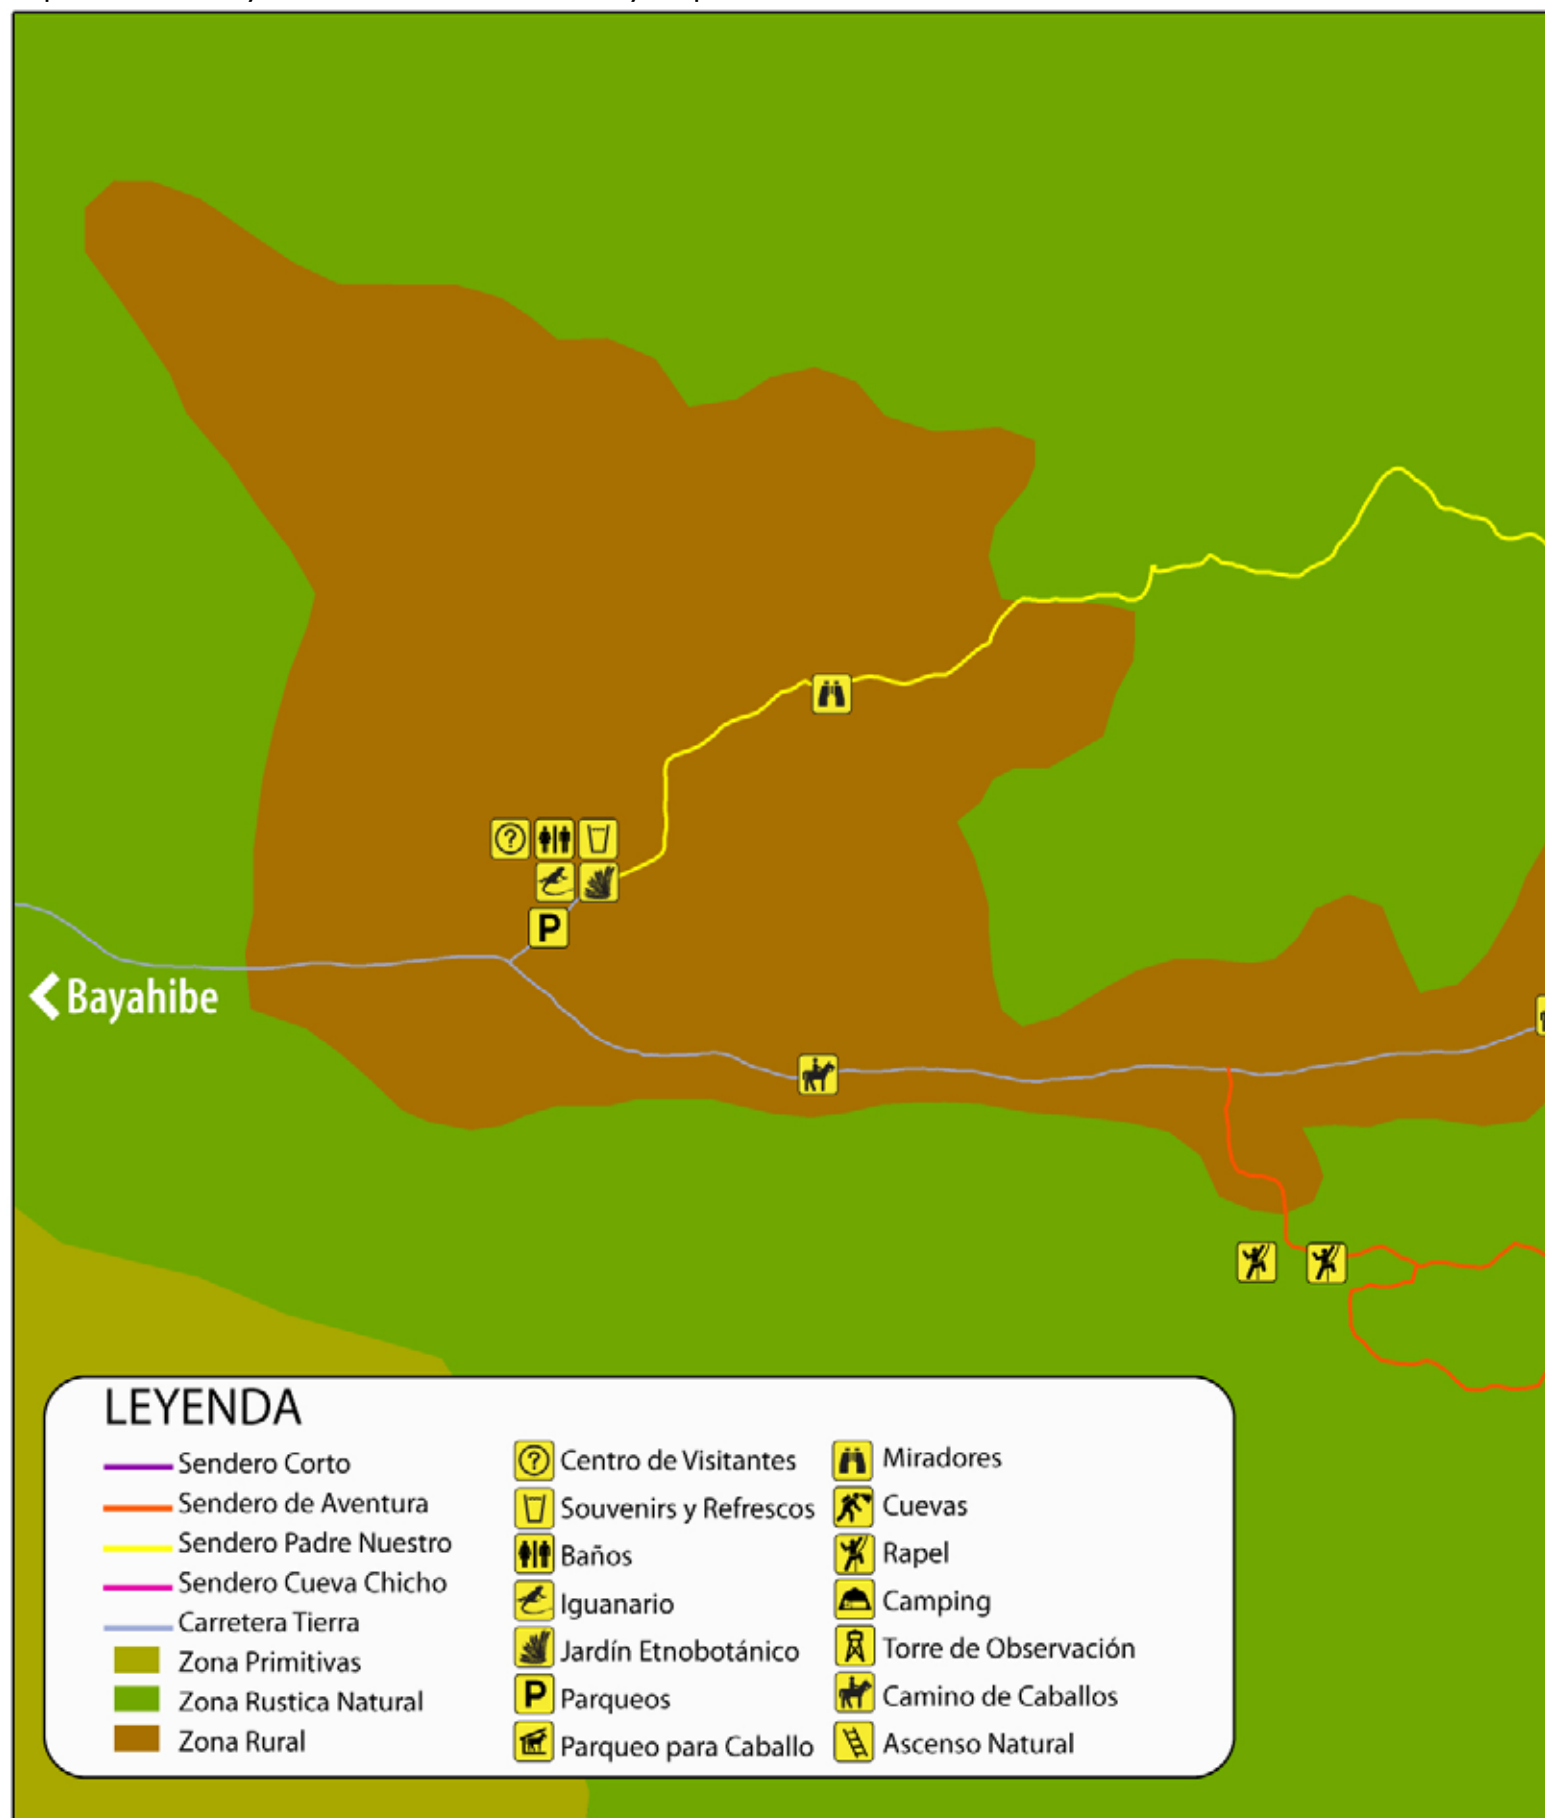 P
Bayahibe
LEYENDA
Sendero Corto
Sendero de Aventura
Sendero Padre Nuestro
Sendero Cueva Chicho
Carretera Tierra
Zona Primitivas
Zona Rustica Natural
Zona Rural
? Centro de Visitantes
Souvenirs y Refrescos
Baños
Iguanario
Jardín Etnobotánico
P Parqueos
Parqueo para Caballo
Miradores
Cuevas
Rapel
Camping
Torre de Observación
Camino de Caballos
Ascenso Natural